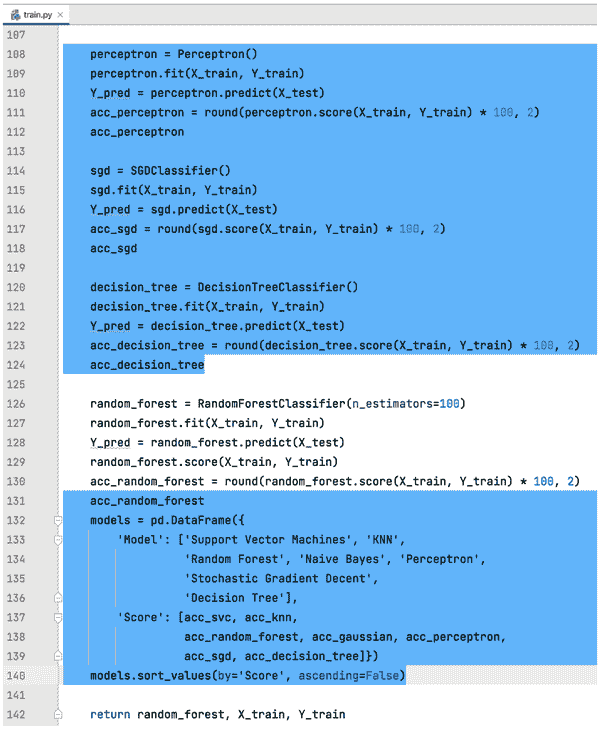 train.py
107
108 perceptron = Perceptron()
109 perceptron.fit(X_train, Y_train)
110 Y_pred = perceptron.predict(X_test)
111 acc_perceptron = round(perceptron.score(X_train, Y_train) * 100, 2)
112 acc_perceptron
113
114 sgd = SGDClassifier()
115 sgd.fit(X_train, Y_train)
116 Y_pred = sgd.predict(X_test)
117 acc_sgd = round(sgd.score(X_train, Y_train) * 100, 2)
118 acc_sgd
119
120 decision_tree = DecisionTreeClassifier()
121 decision_tree.fit(X_train, Y_train)
122 Y_pred = decision_tree.predict(X_test)
123 acc_decision_tree = round(decision_tree.score(X_train, Y_train) * 100, 2)
124 acc_decision_tree
125
126 random_forest = RandomForestClassifier(n_estimators=100)
127 random_forest.fit(X_train, Y_train)
128 Y_pred = random_forest.predict(X_test)
129 random_forest.score(X_train, Y_train)
130 acc_random_forest = round(random_forest.score(X_train, Y_train) * 100, 2)
131 acc_random_forest
132 models = pd.DataFrame({
133 'Model': ['Support Vector Machines', 'KNN',
134 'Random Forest', 'Naive Bayes', 'Perceptron',
135 'Stochastic Gradient Decent',
136 'Decision Tree'],
137 'Score': [acc_svc, acc_knn,
138 acc_random_forest, acc_gaussian, acc_perceptron,
139 acc_sgd, acc_decision_tree]})
140 models.sort_values(by='Score', ascending=False)
141
142 return random_forest, X_train, Y_train